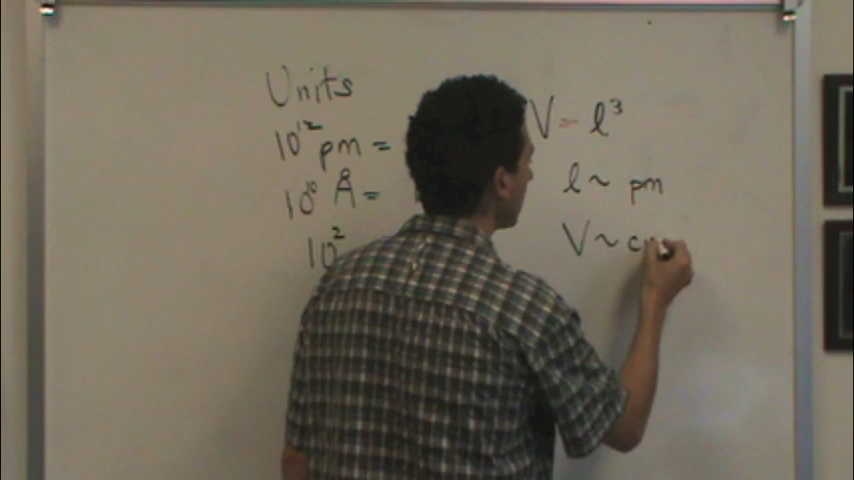 Units
10¹² pm =
10¹⁰ Å =
10²
V = l³
l ~ pm
V ~ c